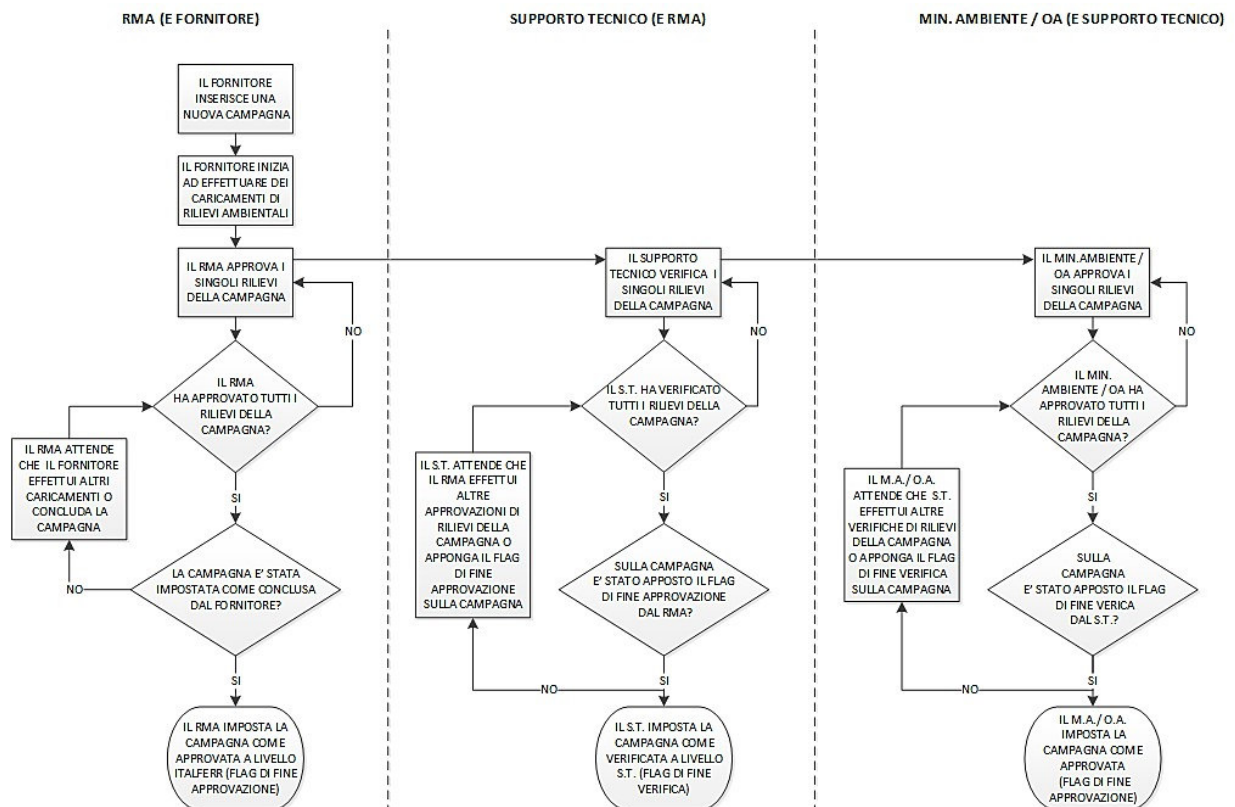 RMA (E FORNITORE)
SUPPORTO TECNICO (E RMA)
MIN. AMBIENTE / OA (E SUPPORTO TECNICO)
IL FORNITORE
INSERISCE UNA
NUOVA CAMPAGNA
IL FORNITORE INIZIA
AD EFFETTUARE DEI
CARICAMENTI DI
RILIEVI AMBIENTALI
IL RMA APPROVA I
SINGOLI RILIEVI
DELLA CAMPAGNA
NO
IL RMA
HA APPROVATO TUTTI I
RILIEVI DELLA
CAMPAGNA?
IL RMA ATTENDE
CHE IL FORNITORE
EFFETTUI ALTRI
CARICAMENTI O
CONCLUDA LA
CAMPAGNA
SI
LA CAMPAGNA E' STATA
IMPOSTATA COME CONCLUSA
DAL FORNITORE?
NO
SI
IL RMA IMPOSTA LA
CAMPAGNA COME
APPROVATA A LIVELLO
ITALFERR (FLAG DI FINE
APPROVAZIONE)
IL SUPPORTO
TECNICO VERIFICA I
SINGOLI RILIEVI
DELLA CAMPAGNA
NO
IL S.T. HA VERIFICATO
TUTTI I RILIEVI DELLA
CAMPAGNA?
IL S.T. ATTENDE CHE
IL RMA EFFETTUI
ALTRE
APPROVAZIONI DI
RILIEVI DELLA
CAMPAGNA O
APPONGA IL FLAG
DI FINE
APPROVAZIONE
SULLA CAMPAGNA
SI
SULLA CAMPAGNA
E' STATO APPOSTO IL FLAG
DI FINE APPROVAZIONE
DAL RMA?
SI
NO
IL S.T. IMPOSTA LA
CAMPAGNA COME
VERIFICATA A LIVELLO
S.T. (FLAG DI FINE
VERIFICA)
IL MIN.AMBIENTE /
OA APPROVA I
SINGOLI RILIEVI
DELLA CAMPAGNA
NO
IL MIN.
AMBIENTE / OA HA
APPROVATO TUTTI I
RILIEVI DELLA
CAMPAGNA?
IL M.A./ O.A.
ATTENDE CHE S.T.
EFFETTUI ALTRE
VERIFICHE DI RILIEVI
DELLA CAMPAGNA
O APPONGA IL FLAG
DI FINE VERIFICA
SULLA CAMPAGNA
SI
SULLA
CAMPAGNA
E' STATO APPOSTO IL FLAG
DI FINE VERICA
DAL S.T.?
SI
NO
IL M.A./ O.A.
IMPOSTA LA
CAMPAGNA COME
APPROVATA
(FLAG DI FINE
APPROVAZIONE)